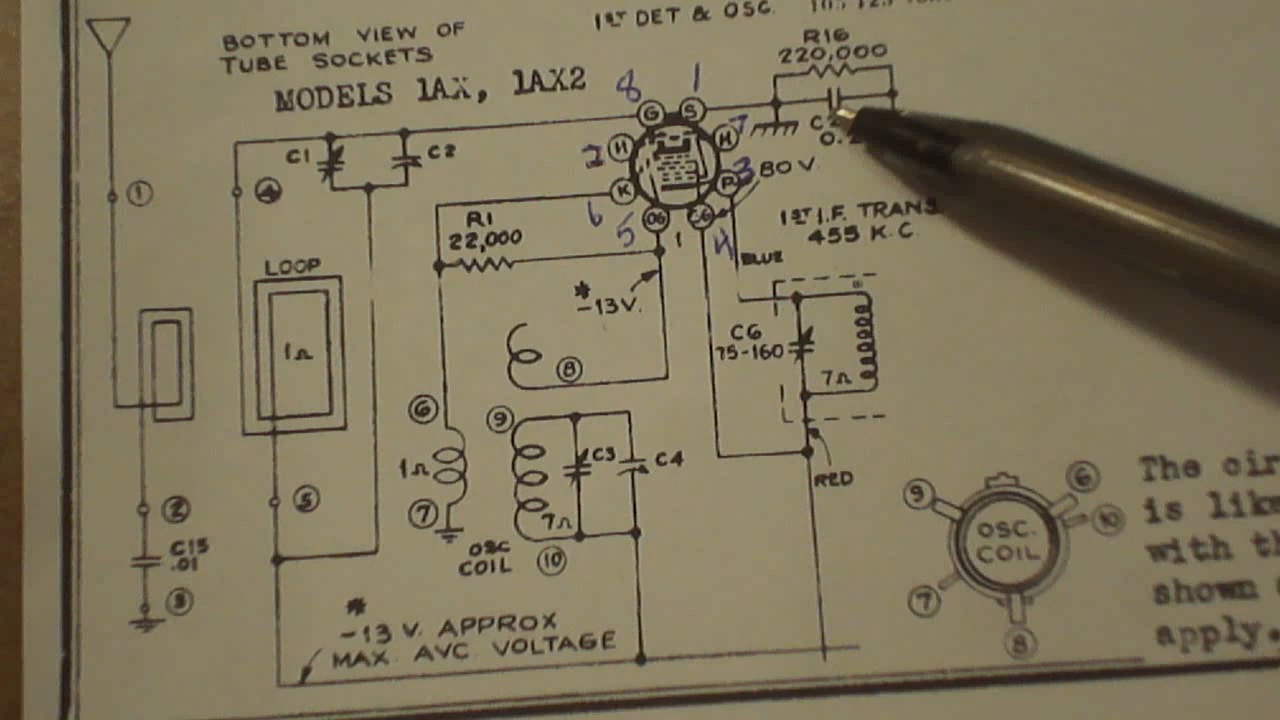 1ST DET & OSC.
BOTTOM VIEW OF
TUBE SOCKETS
MODELS 1AX, 1AX2
R16
220,000
8
1
G
S
C1
C2
2
H
H
7
3
80 V.
K
P
6
5
OG
CG
4
1
1
4
R1
22,000
1ST I.F. TRANS
455 K.C.
BLUE
LOOP
1Ω
*
-13V.
C6
75-160
7Ω
8
6
9
1Ω
C3
C4
RED
7
7Ω
10
OSC
COIL
2
5
C15
.01
3
9
6
10
OSC.
COIL
7
8
The cir
is like
with th
shown
apply.
*
-13 V. APPROX
MAX. AVC VOLTAGE